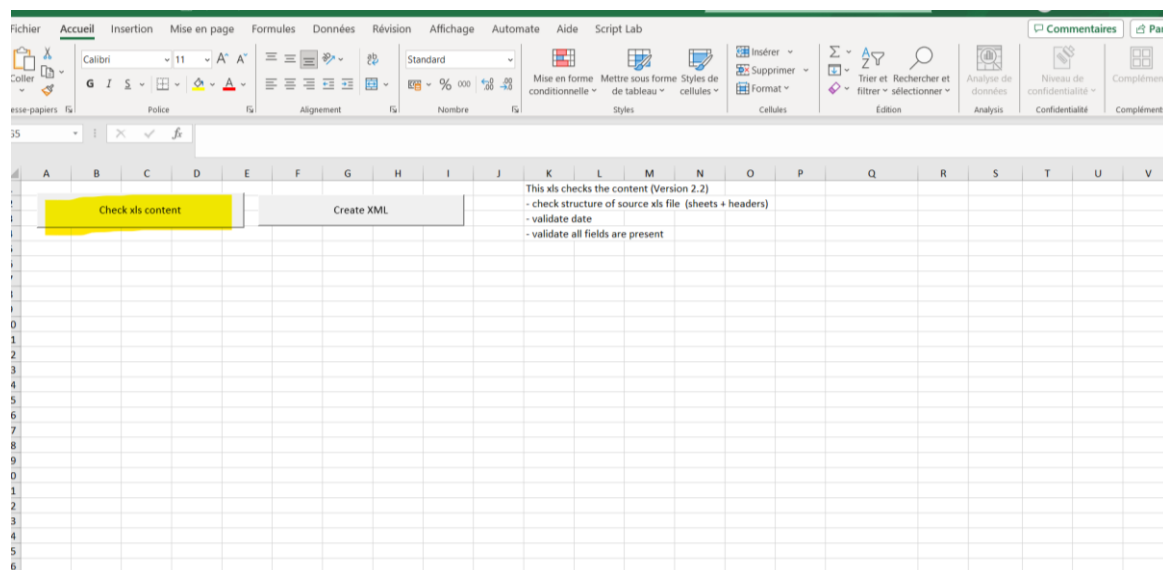 Fichier Accueil Insertion Mise en page Formules Données Révision Affichage Automate Aide Script Lab Commentaires
Calibri 11 A A Standard Insérer Σ
Coller Mise en forme Mettre sous forme Styles de Supprimer Trier et Rechercher et Analyse de Niveau de
G I S A % 000 conditionnelle de tableau cellules Format filtrer sélectionner données confidentialité
Police Alignement Nombre Styles Cellules Édition Analysis Confidentialité
fx
A B C D E F G H I J K L M N O P Q R S T U V
This xls checks the content (Version 2.2)
Check xls content Create XML - check structure of source xls file (sheets + headers)
- validate date
- validate all fields are present